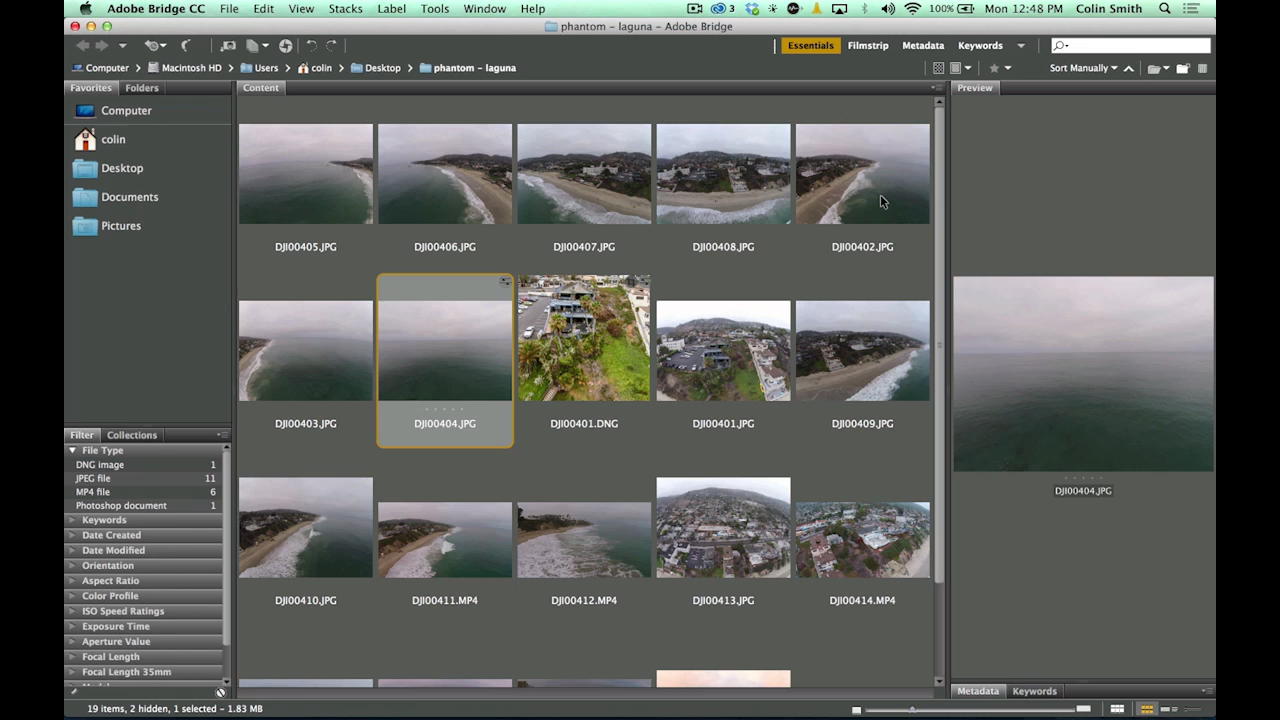 Adobe Bridge CC File Edit View Stacks Label Tools Window Help 3 100% Mon 12:48 PM Colin Smith
phantom - laguna - Adobe Bridge
Essentials Filmstrip Metadata Keywords
Computer Macintosh HD Users colin Desktop phantom - laguna Sort Manually
Favorites Folders
Computer
colin
Desktop
Documents
Pictures
Filter Collections
File Type
DNG image 1
JPEG file 11
MP4 file 6
Photoshop document 1
Keywords
Date Created
Date Modified
Orientation
Aspect Ratio
Color Profile
ISO Speed Ratings
Exposure Time
Aperture Value
Focal Length
Focal Length 35mm
Content
DJI00405.JPG DJI00406.JPG DJI00407.JPG DJI00408.JPG DJI00402.JPG
DJI00403.JPG DJI00404.JPG DJI00401.DNG DJI00401.JPG DJI00409.JPG
DJI00410.JPG DJI00411.MP4 DJI00412.MP4 DJI00413.JPG DJI00414.MP4
Preview
DJI00404.JPG
Metadata Keywords
19 items, 2 hidden, 1 selected - 1.83 MB